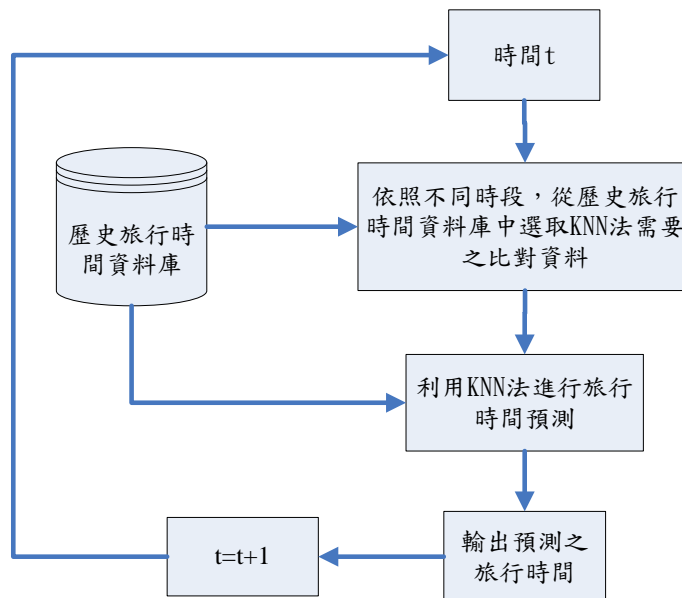 時間t
依照不同時段，從歷史旅行
時間資料庫中選取KNN法需要
之比對資料
歷史旅行時
間資料庫
利用KNN法進行旅行
時間預測
輸出預測之
旅行時間
t=t+1